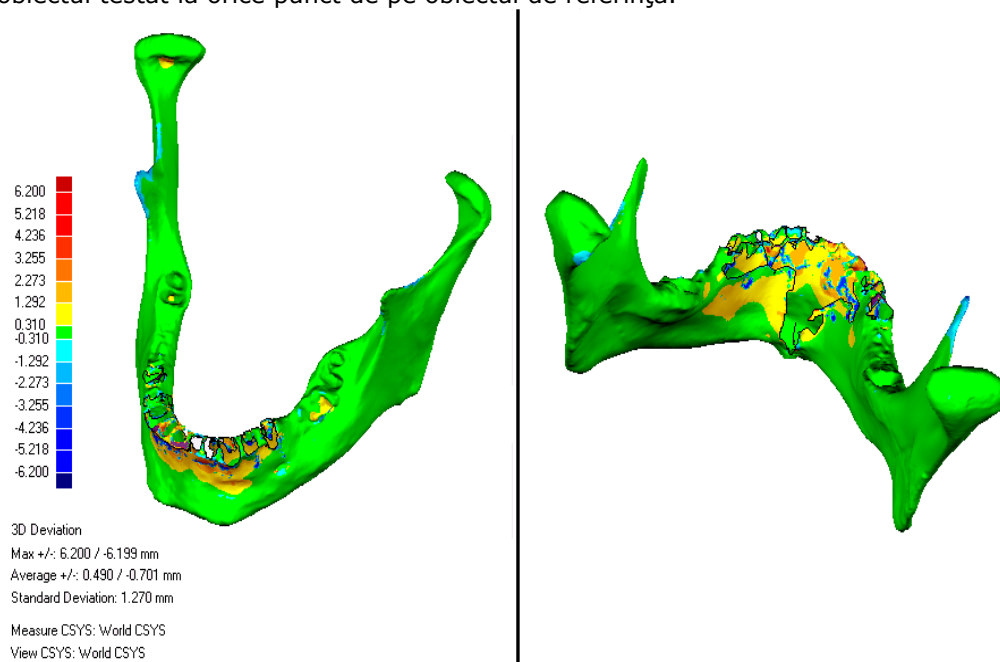 obiectul testat la orice punct de pe obiectul de referință.
6.200
5.218
4.236
3.255
2.273
1.292
0.310
-0.310
-1.292
-2.273
-3.255
-4.236
-5.218
-6.200
3D Deviation
Max +/-: 6.200 / -6.199 mm
Average +/-: 0.490 / -0.701 mm
Standard Deviation: 1.270 mm
Measure CSYS: World CSYS
View CSYS: World CSYS